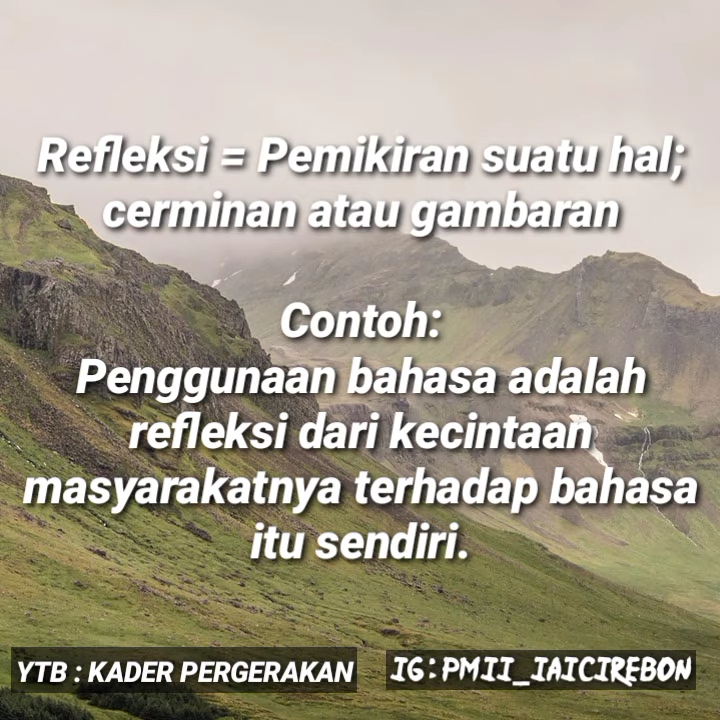 Refleksi = Pemikiran suatu hal;
cerminan atau gambaran
Contoh:
Penggunaan bahasa adalah
refleksi dari kecintaan
masyarakatnya terhadap bahasa
itu sendiri.
YTB : KADER PERGERAKAN
IG:PMII_IAICIREBON